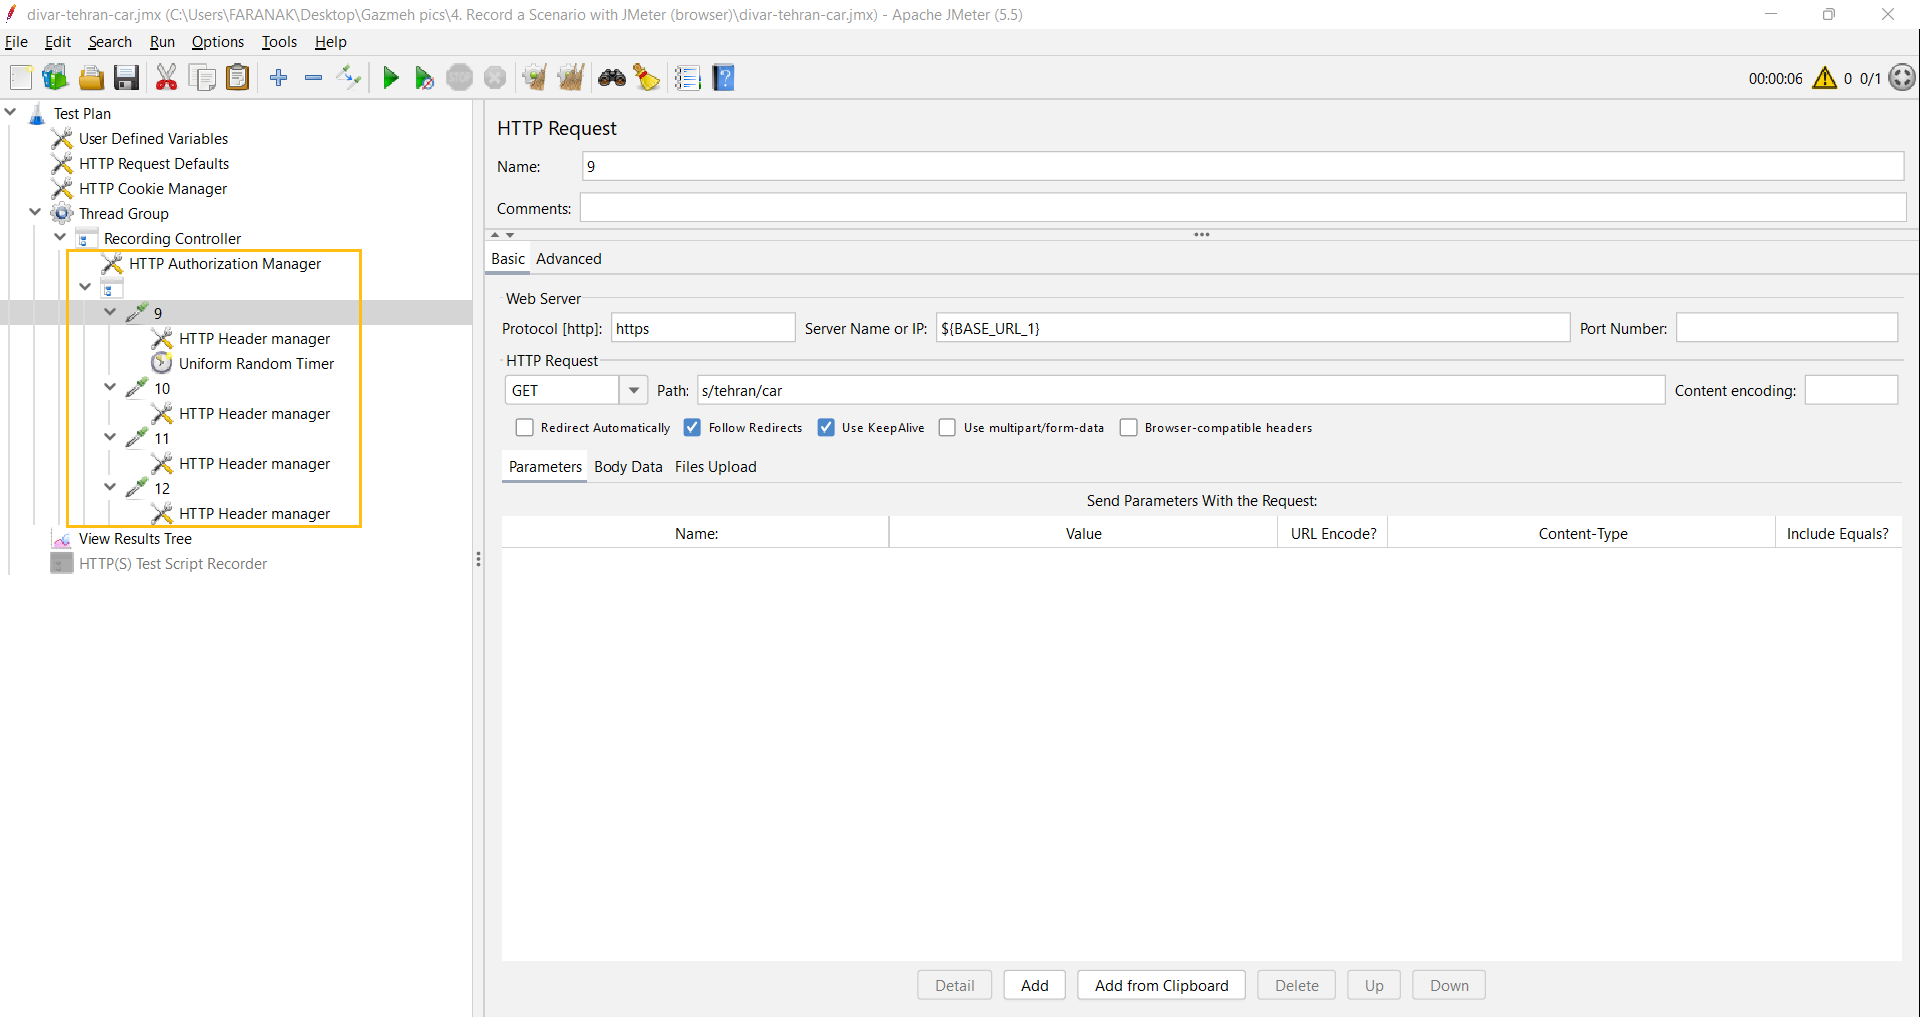 divar-tehran-car.jmx (C:\Users\FARANAK\Desktop\Gazmeh pics\4. Record a Scenario with JMeter (browser)\divar-tehran-car.jmx) - Apache JMeter (5.5)
File Edit Search Run Options Tools Help
STOP
00:00:06 0 0/1
Test Plan
User Defined Variables
HTTP Request Defaults
HTTP Cookie Manager
Thread Group
Recording Controller
HTTP Authorization Manager
9
HTTP Header manager
Uniform Random Timer
10
HTTP Header manager
11
HTTP Header manager
12
HTTP Header manager
View Results Tree
HTTP(S) Test Script Recorder
HTTP Request
Name: 9
Comments:
Basic Advanced
Web Server
Protocol [http]: https Server Name or IP: ${BASE_URL_1} Port Number:
HTTP Request
GET Path: s/tehran/car Content encoding:
Redirect Automatically Follow Redirects Use KeepAlive Use multipart/form-data Browser-compatible headers
Parameters Body Data Files Upload
Send Parameters With the Request:
Name: Value URL Encode? Content-Type Include Equals?
Detail Add Add from Clipboard Delete Up Down